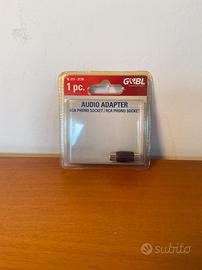 GBL
1 pc.
AUDIO ADAPTER
RCA PHONO SOCKET / RCA PHONO SOCKET
subito